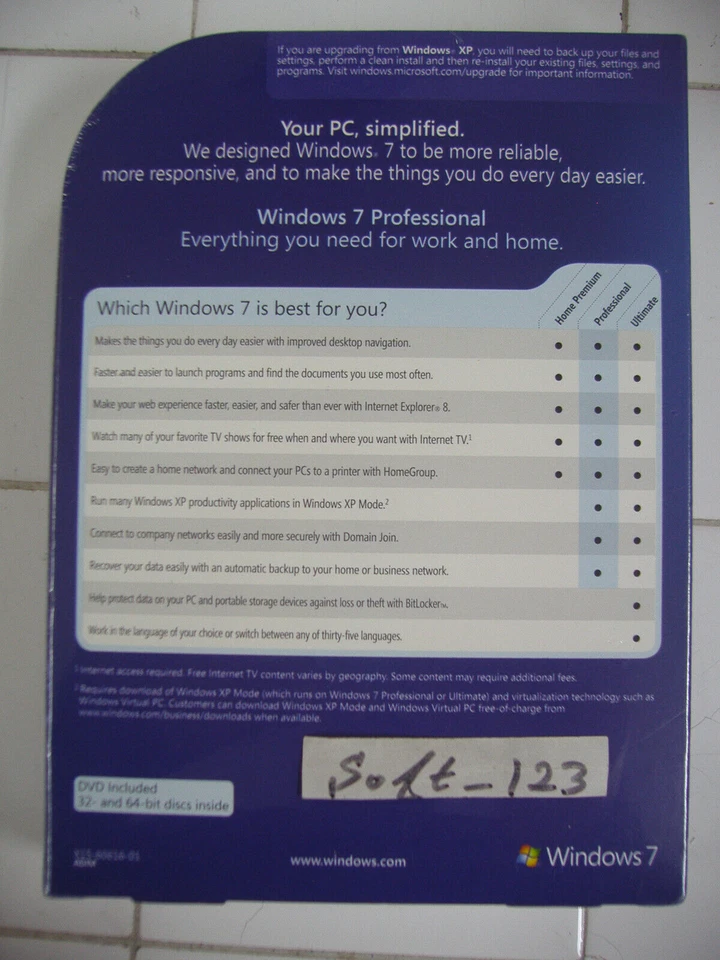 If you are upgrading from Windows® XP, you will need to back up your files and
settings, perform a clean install and then re-install your existing files, settings, and
programs. Visit windows.microsoft.com/upgrade for important information.
Your PC, simplified.
We designed Windows® 7 to be more reliable,
more responsive, and to make the things you do every day easier.
Windows 7 Professional
Everything you need for work and home.
Which Windows 7 is best for you?
Home Premium
Professional
Ultimate
Makes the things you do every day easier with improved desktop navigation.
Faster and easier to launch programs and find the documents you use most often.
Make your web experience faster, easier, and safer than ever with Internet Explorer® 8.
Watch many of your favorite TV shows for free when and where you want with Internet TV.¹
Easy to create a home network and connect your PCs to a printer with HomeGroup.
Run many Windows XP productivity applications in Windows XP Mode.²
Connect to company networks easily and more securely with Domain Join.
Recover your data easily with an automatic backup to your home or business network.
Help protect data on your PC and portable storage devices against loss or theft with BitLocker™.
Work in the language of your choice or switch between any of thirty-five languages.
¹ Internet access required. Free Internet TV content varies by geography. Some content may require additional fees.
² Requires download of Windows XP Mode (which runs on Windows 7 Professional or Ultimate) and virtualization technology such as
Windows Virtual PC. Customers can download Windows XP Mode and Windows Virtual PC free-of-charge from
www.windows.com/business/downloads when available.
Soft-123
DVD Included
32- and 64-bit discs inside
www.windows.com
Windows 7